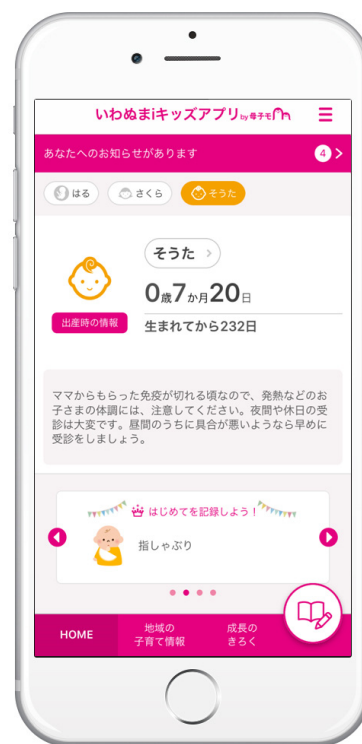 いわぬまiキッズアプリby母子モ
あなたへのお知らせがあります 4
はる さくら そうた
そうた
0歳7か月20日
出産時の情報
生まれてから232日
ママからもらった免疫が切れる頃なので、発熱などのお
子さまの体調には、注意してください。夜間や休日の受
診は大変です。昼間のうちに具合が悪いようなら早めに
受診をしましょう。
はじめてを記録しよう！
指しゃぶり
HOME
地域の
子育て情報
成長の
きろく